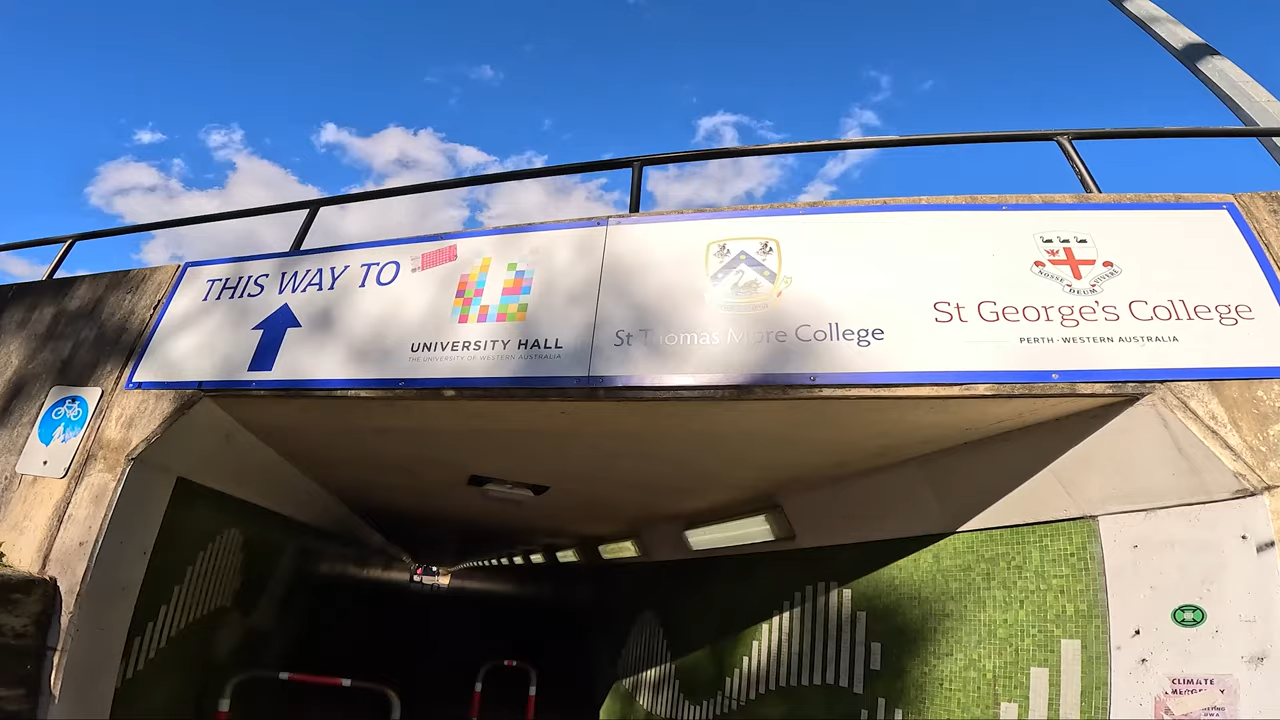 THIS WAY TO
UNIVERSITY HALL
THE UNIVERSITY OF WESTERN AUSTRALIA
St Thomas More College
NOSSE DEUM VIVERE
St George's College
PERTH · WESTERN AUSTRALIA
CLIMATE
EMERGENCY